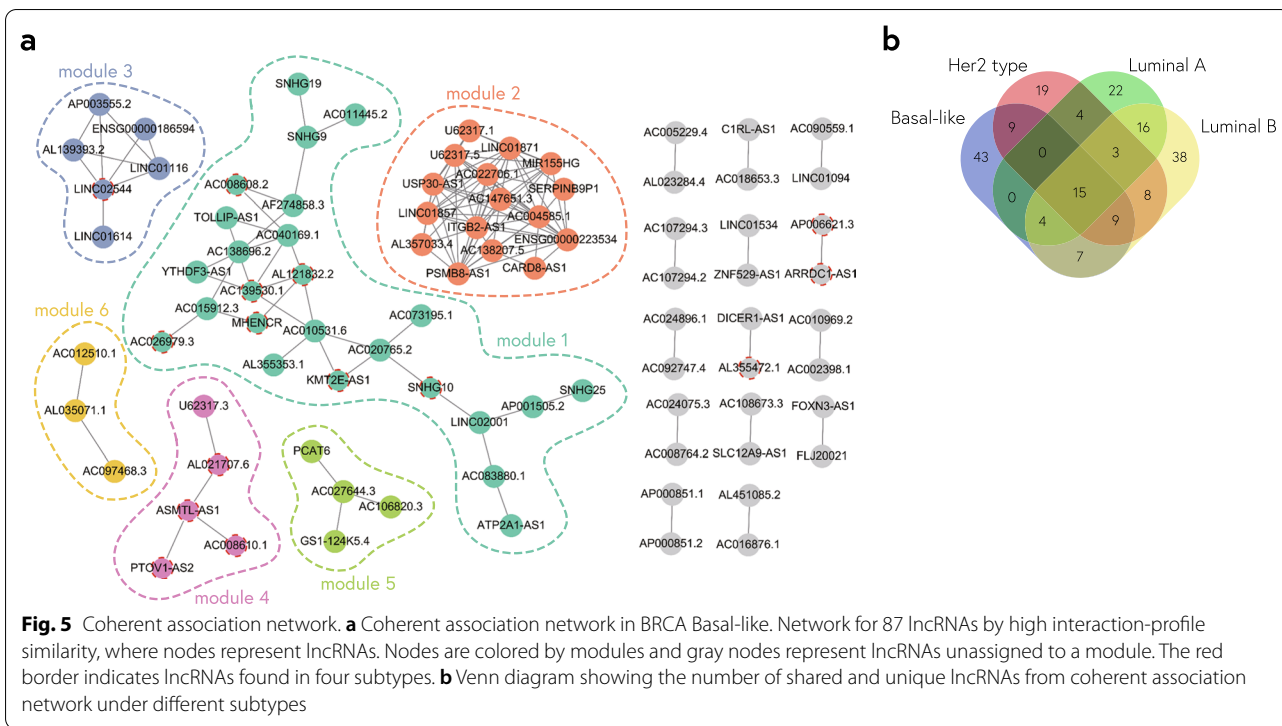 a
module 3
AP003555.2
ENSG00000186594
AL139393.2
LINC01116
LINC02544
LINC01614
SNHG19
AC011445.2
SNHG9
AC008608.2
AF274858.3
TOLLIP-AS1
AC040169.1
AC138696.2
YTHDF3-AS1
AL121832.2
AC139530.1
AC015912.3
MHENCR
AC010531.6
AC026979.3
AL355353.1
KMT2E-AS1
AC020765.2
AC073195.1
module 1
SNHG10
SNHG25
AP001505.2
LINC02001
AC083880.1
ATP2A1-AS1
module 2
U62317.1
LINC01871
U62317.5
MIR155HG
AC022706.1
USP30-AS1
SERPINB9P1
AC147651.3
LINC01857
AC004585.1
ITGB2-AS1
ENSG00000223534
AL357033.4
AC138207.5
CARD8-AS1
PSMB8-AS1
module 6
AC012510.1
AL035071.1
AC097468.3
U62317.3
AL021707.6
ASMTL-AS1
AC008610.1
PTOV1-AS2
module 4
PCAT6
AC027644.3
AC106820.3
GS1-124K5.4
module 5
AC005229.4 C1RL-AS1 AC090559.1
AL023284.4 AC018653.3 LINC01094
AC107294.3 LINC01534 AP006621.3
AC107294.2 ZNF529-AS1 ARRDC1-AS1
AC024896.1 DICER1-AS1 AC010969.2
AC092747.4 AL355472.1 AC002398.1
AC024075.3 AC108673.3 FOXN3-AS1
AC008764.2 SLC12A9-AS1 FLJ20021
AP000851.1 AL451085.2
AP000851.2 AC016876.1
b
Her2 type Luminal A
Basal-like Luminal B
19 22
9 4 16
43 0 3 38
0 15 8
4 9
7
Fig. 5 Coherent association network. a Coherent association network in BRCA Basal-like. Network for 87 lncRNAs by high interaction-profile
similarity, where nodes represent lncRNAs. Nodes are colored by modules and gray nodes represent lncRNAs unassigned to a module. The red
border indicates lncRNAs found in four subtypes. b Venn diagram showing the number of shared and unique lncRNAs from coherent association
network under different subtypes